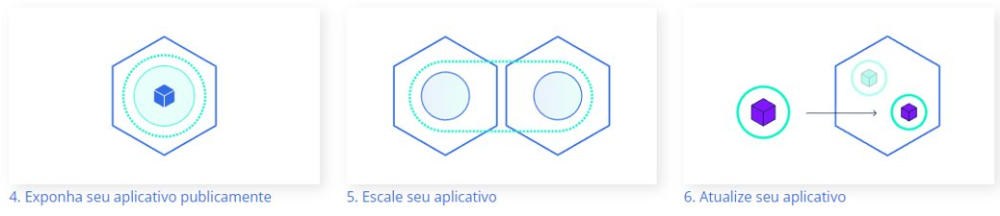 4. Exponha seu aplicativo publicamente
5. Escale seu aplicativo
6. Atualize seu aplicativo